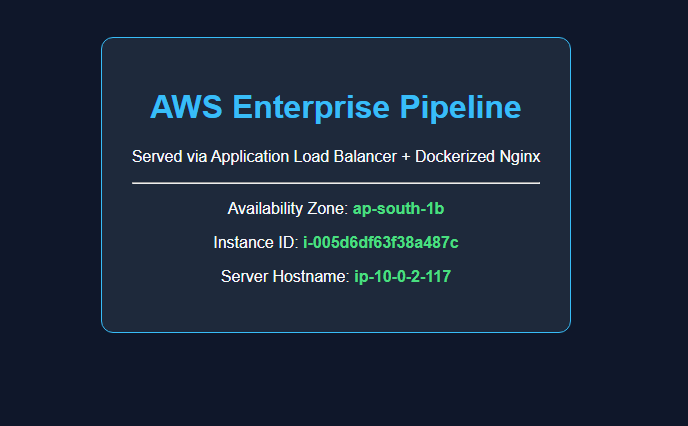 AWS Enterprise Pipeline
Served via Application Load Balancer + Dockerized Nginx
Availability Zone: ap-south-1b
Instance ID: i-005d6df63f38a487c
Server Hostname: ip-10-0-2-117